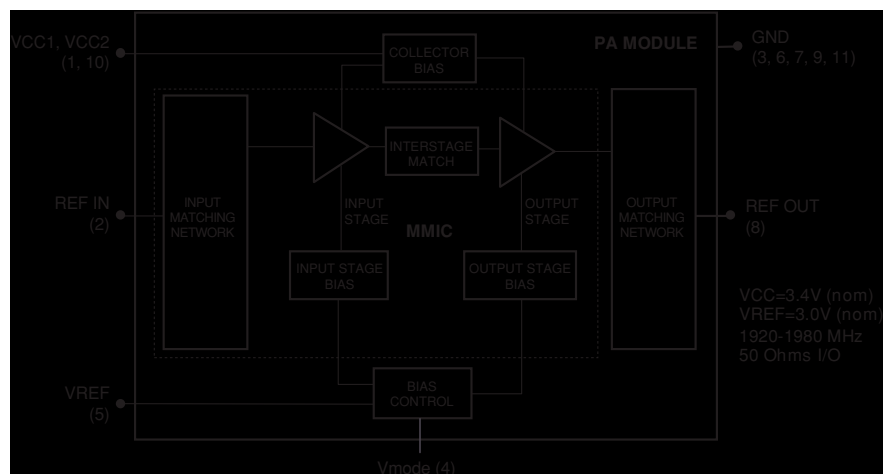 VCC1, VCC2
(1, 10)
COLLECTOR
BIAS
PA MODULE
GND
(3, 6, 7, 9, 11)
INTERSTAGE
MATCH
REF IN
(2)
INPUT
MATCHING
NETWORK
INPUT
STAGE
MMIC
OUTPUT
STAGE
OUTPUT
MATCHING
NETWORK
REF OUT
(8)
INPUT STAGE
BIAS
OUTPUT STAGE
BIAS
VCC=3.4V (nom)
VREF=3.0V (nom)
1920-1980 MHz
50 Ohms I/O
VREF
(5)
BIAS
CONTROL
Vmode (4)